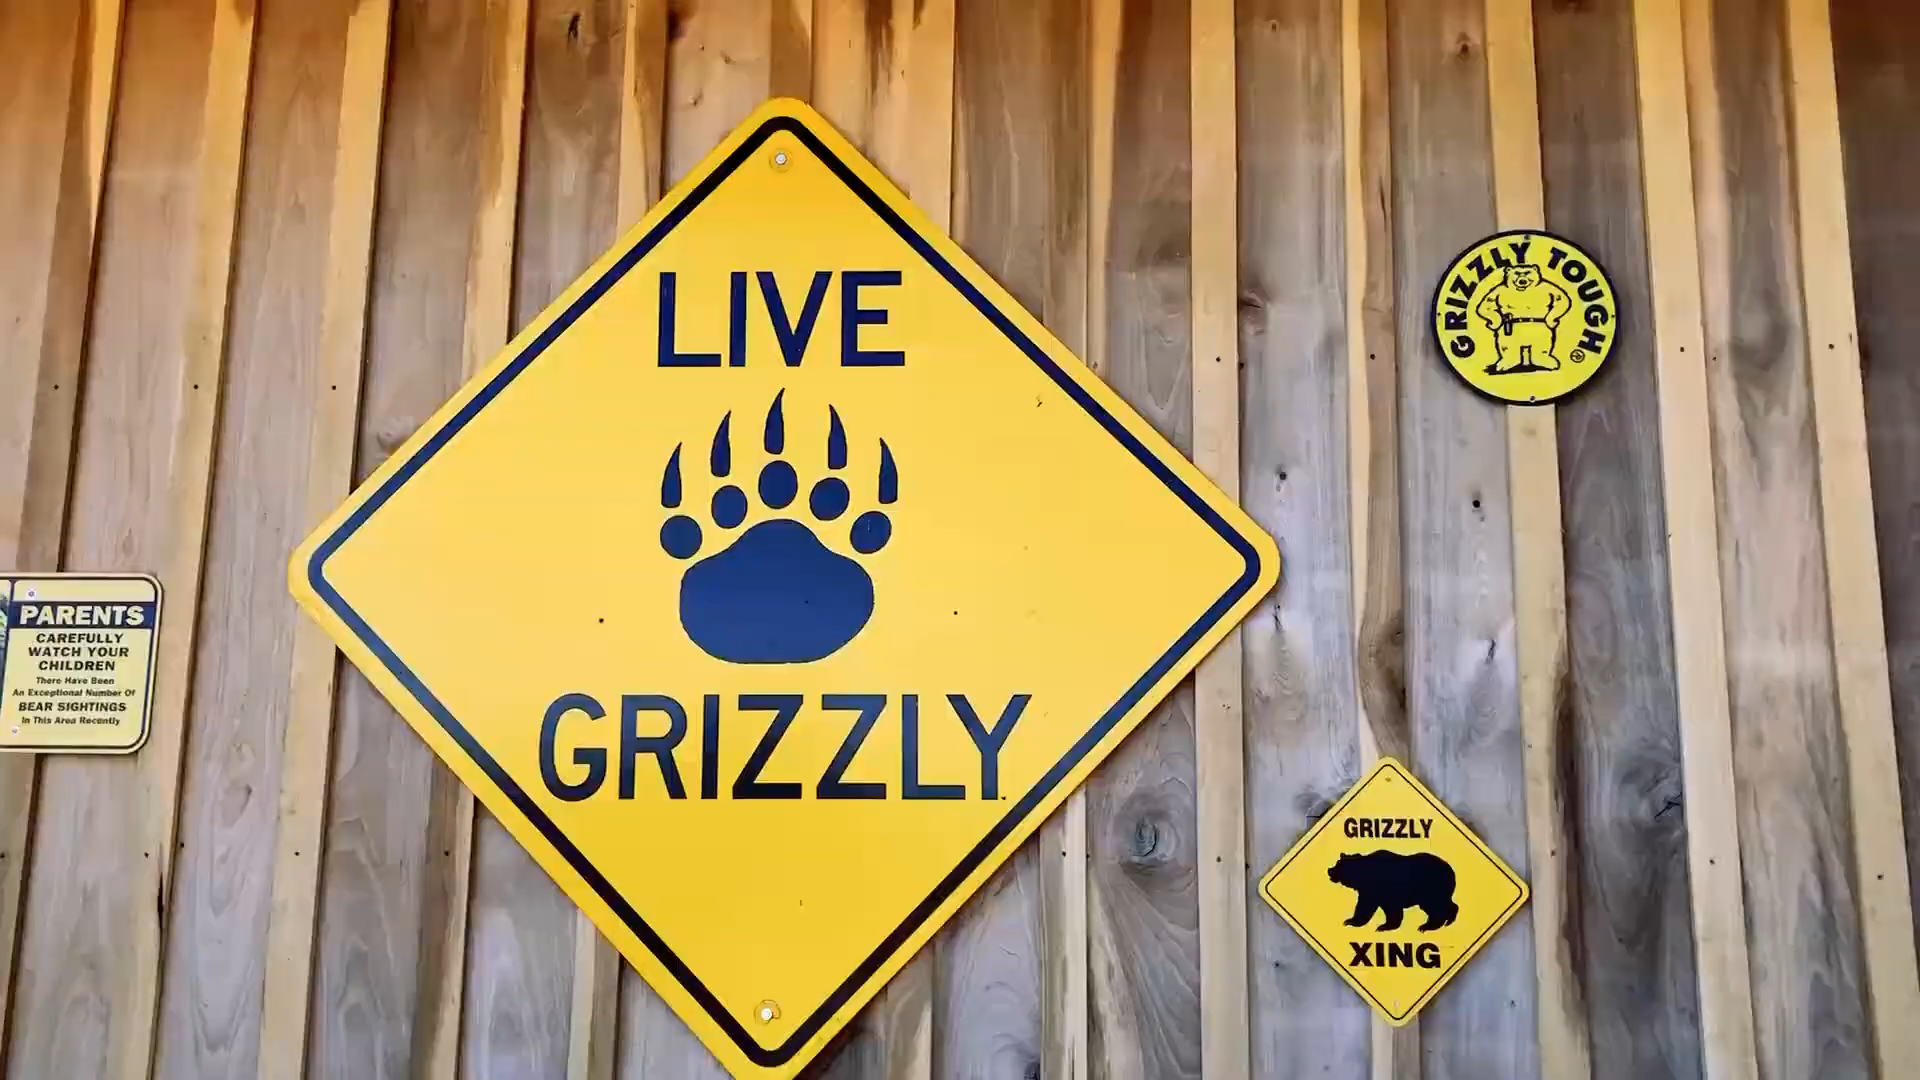 LIVE
GRIZZLY
GRIZZLY TOUGH®
PARENTS
CAREFULLY
WATCH YOUR
CHILDREN
There Have Been
An Exceptional Number Of
BEAR SIGHTINGS
In This Area Recently
GRIZZLY
XING